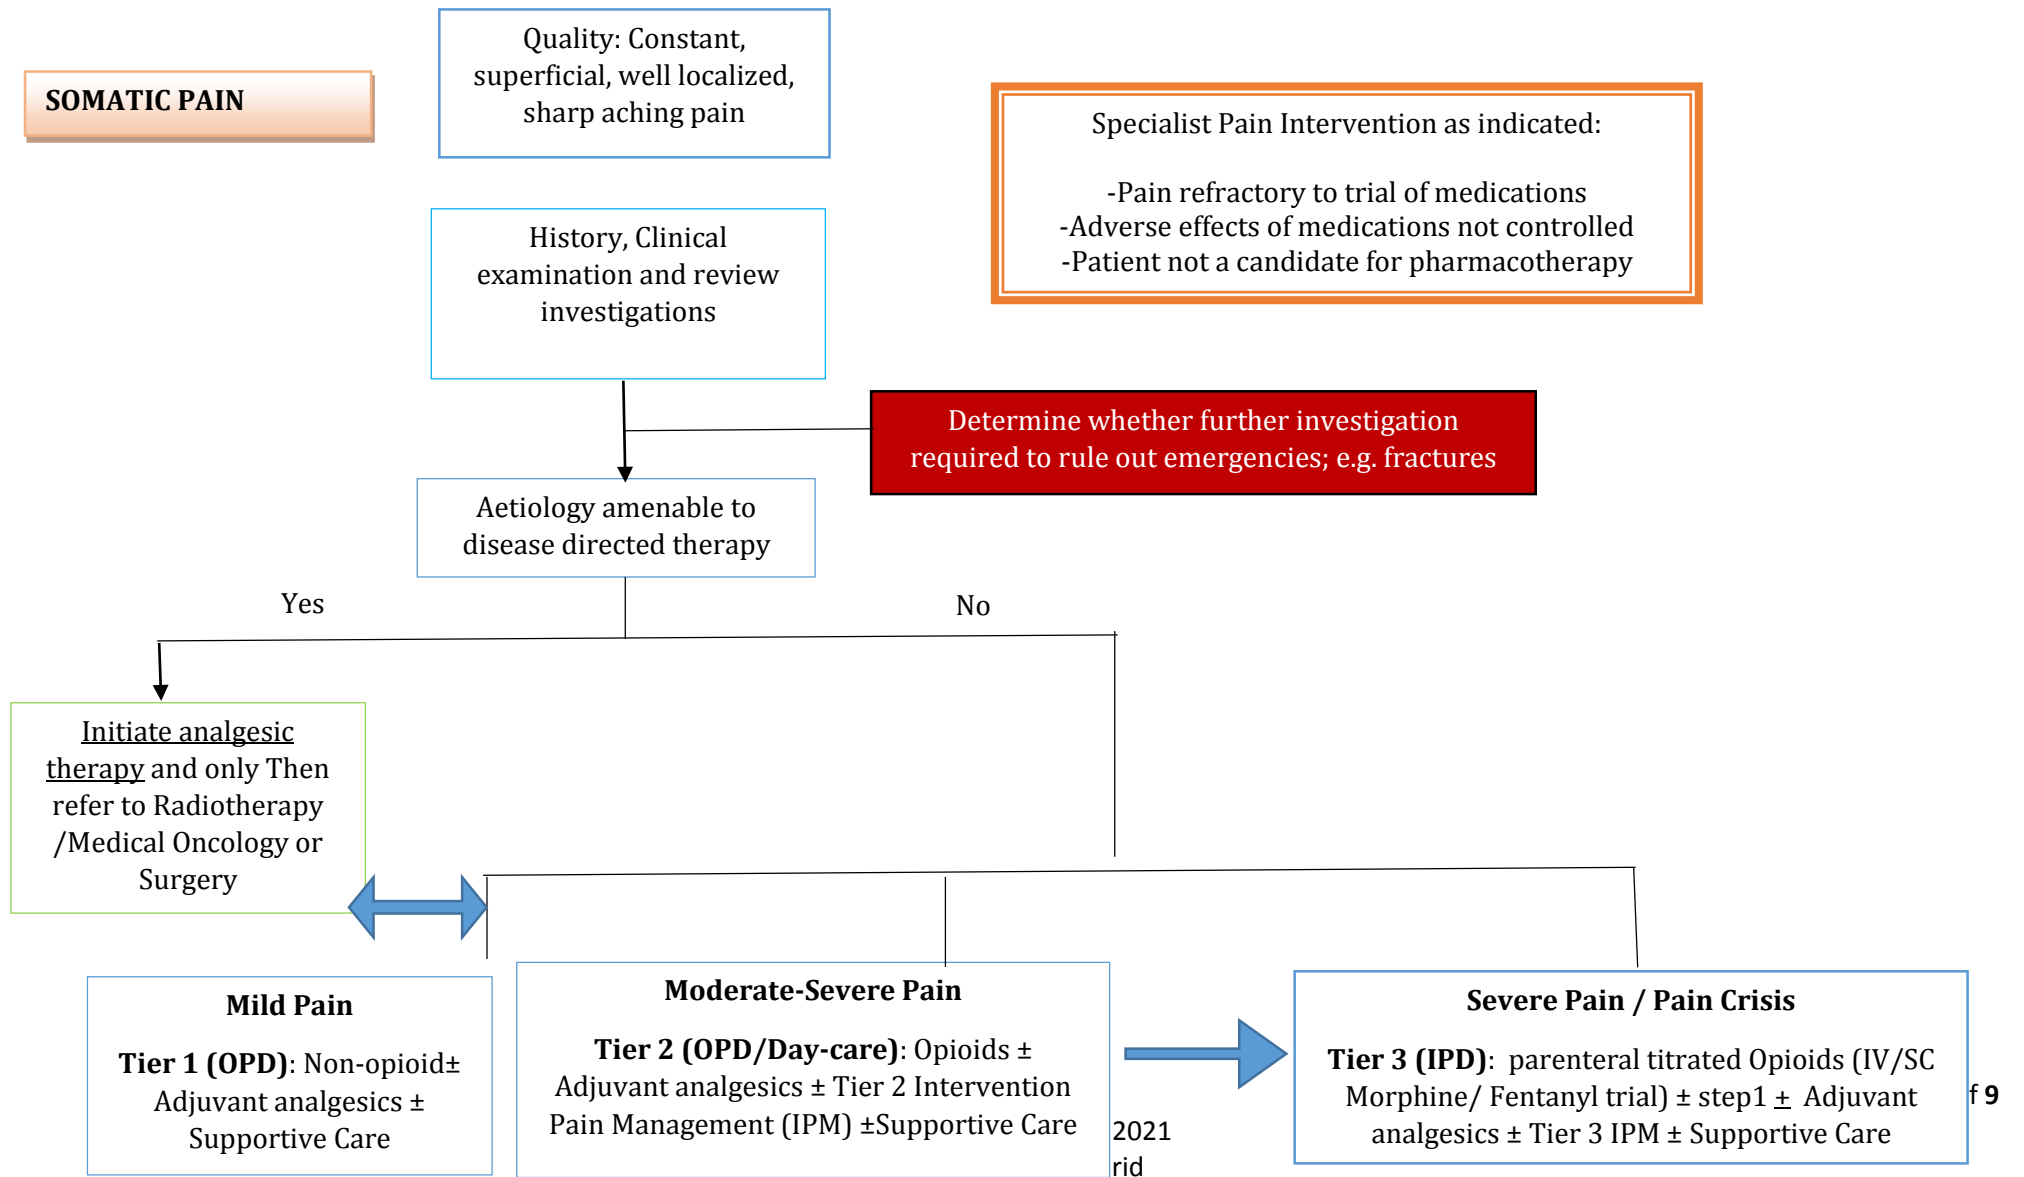 SOMATIC PAIN
Quality: Constant,
superficial, well localized,
sharp aching pain
Specialist Pain Intervention as indicated:
-Pain refractory to trial of medications
-Adverse effects of medications not controlled
-Patient not a candidate for pharmacotherapy
History, Clinical
examination and review
investigations
Determine whether further investigation
required to rule out emergencies; e.g. fractures
Aetiology amenable to
disease directed therapy
Yes
No
Initiate analgesic
therapy and only Then
refer to Radiotherapy
/Medical Oncology or
Surgery
Mild Pain
Tier 1 (OPD): Non-opioid±
Adjuvant analgesics ±
Supportive Care
Moderate-Severe Pain
Tier 2 (OPD/Day-care): Opioids ±
Adjuvant analgesics ± Tier 2 Intervention
Pain Management (IPM) ±Supportive Care
Severe Pain / Pain Crisis
Tier 3 (IPD): parenteral titrated Opioids (IV/SC
Morphine/ Fentanyl trial) ± step1 + Adjuvant
analgesics ± Tier 3 IPM ± Supportive Care
f 9
2021
rid